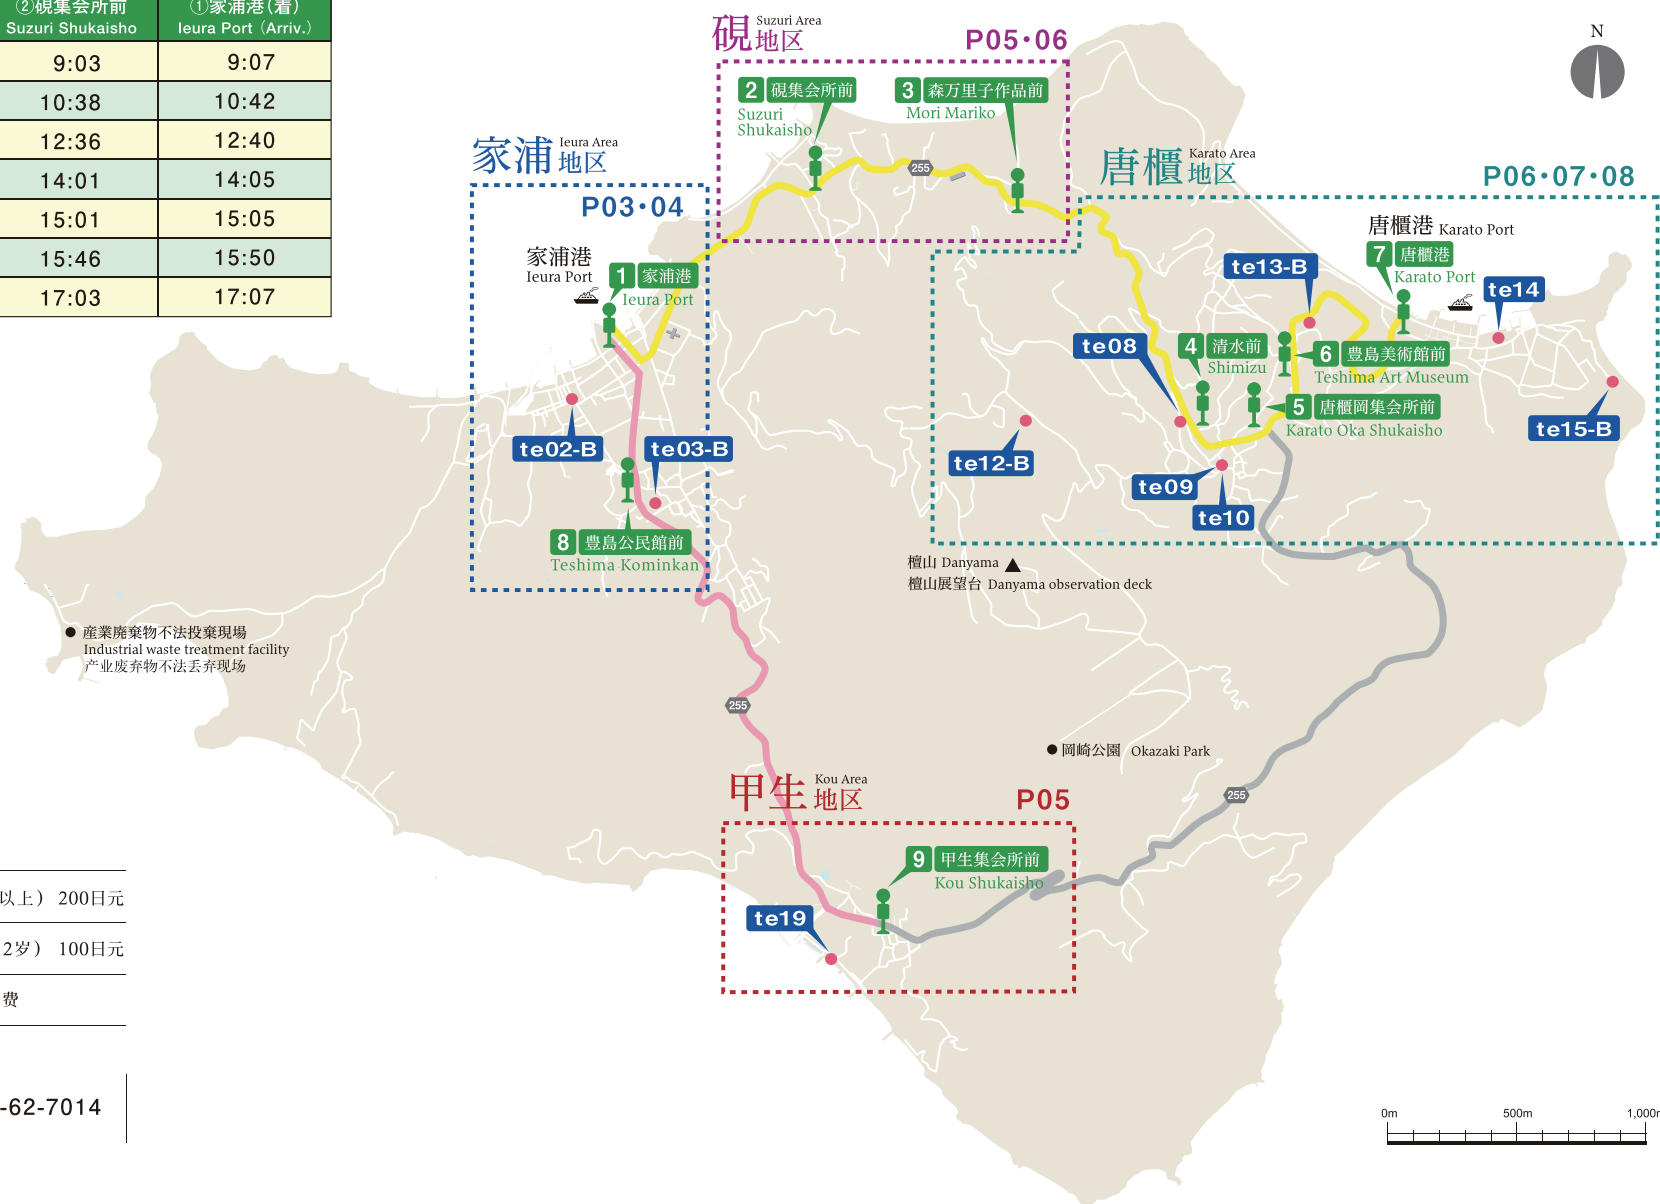 ②硯集会所前
Suzuri Shukaisho
①家浦港(着)
Ieura Port (Arriv.)
9:03 9:07
10:38 10:42
12:36 12:40
14:01 14:05
15:01 15:05
15:46 15:50
17:03 17:07
硯地区
Suzuri Area
P05・06
2 硯集会所前
Suzuri
Shukaisho
3 森万里子作品前
Mori Mariko
255
家浦地区
Ieura Area
P03・04
家浦港
Ieura Port
1 家浦港
Ieura Port
te02-B
te03-B
8 豊島公民館前
Teshima Kominkan
唐櫃地区
Karato Area
P06・07・08
唐櫃港 Karato Port
7 唐櫃港
Karato Port
te13-B
te14
te08
4 清水前
Shimizu
6 豊島美術館前
Teshima Art Museum
5 唐櫃岡集会所前
Karato Oka Shukaisho
te15-B
te12-B
te09
te10
檀山 Danyama
檀山展望台 Danyama observation deck
産業廃棄物不法投棄現場
Industrial waste treatment facility
产业废弃物不法丢弃现场
255
岡崎公園 Okazaki Park
255
甲生地区
Kou Area
P05
9 甲生集会所前
Kou Shukaisho
te19
以上） 200日元
2岁） 100日元
费
-62-7014
N
0m 500m 1,000